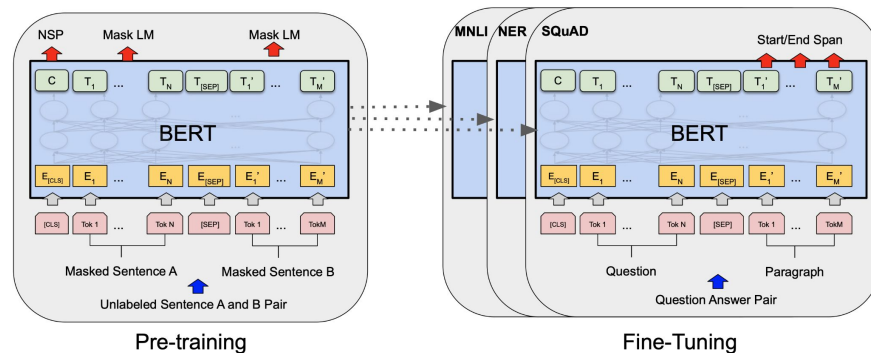 NSP Mask LM Mask LM
C T1 ... TN T[SEP] T1' ... TM'
BERT
E[CLS] E1 ... EN E[SEP] E1' ... EM'
[CLS] Tok 1 ... Tok N [SEP] Tok 1 ... TokM
Masked Sentence A Masked Sentence B
Unlabeled Sentence A and B Pair
Pre-training
MNLI NER SQuAD
Start/End Span
C T1 ... TN T[SEP] T1' ... TM'
BERT
E[CLS] E1 ... EN E[SEP] E1' ... EM'
[CLS] Tok 1 ... Tok N [SEP] Tok 1 ... TokM
Question Paragraph
Question Answer Pair
Fine-Tuning